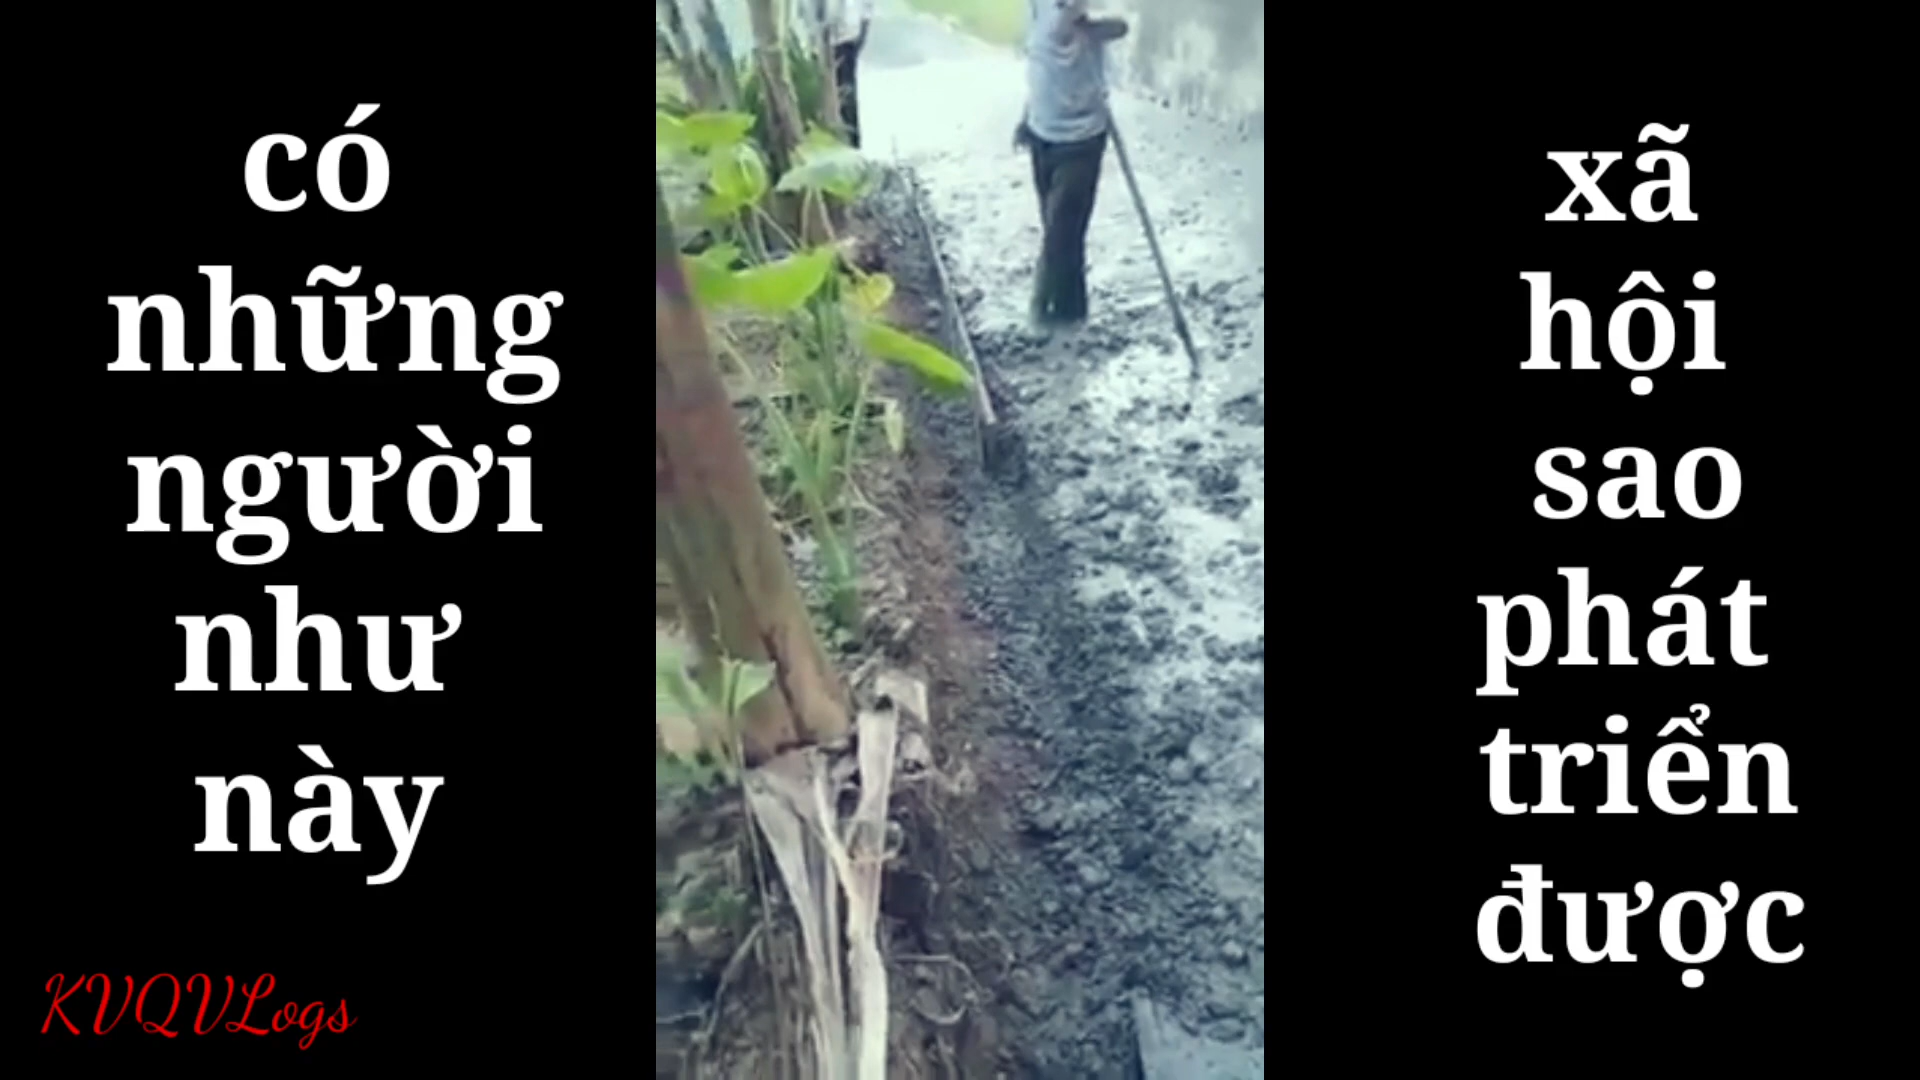 có
những
người
như
này
KVQVLogs
xã
hội
sao
phát
triển
được